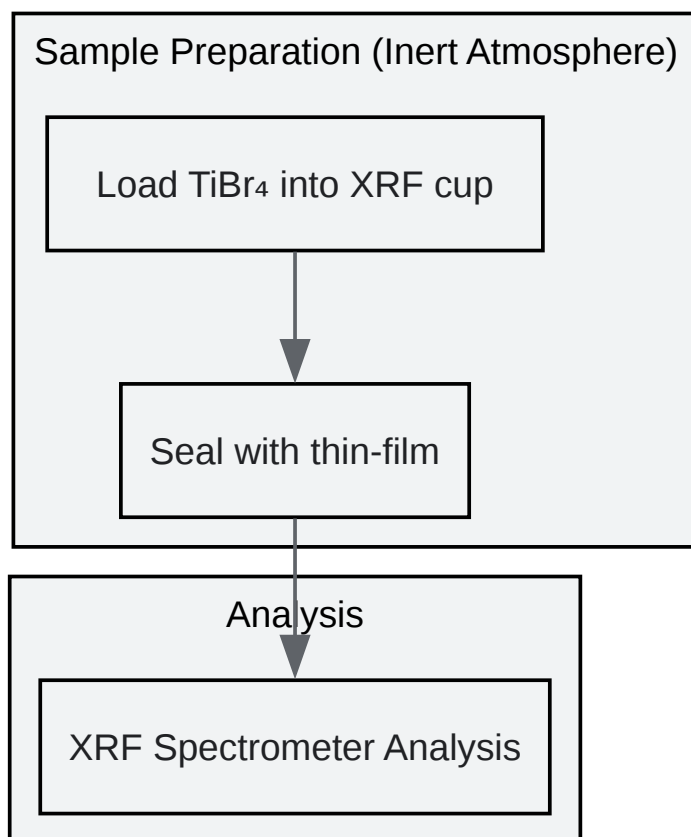 Sample Preparation (Inert Atmosphere)
Load TiBr₄ into XRF cup
Seal with thin-film
Analysis
XRF Spectrometer Analysis